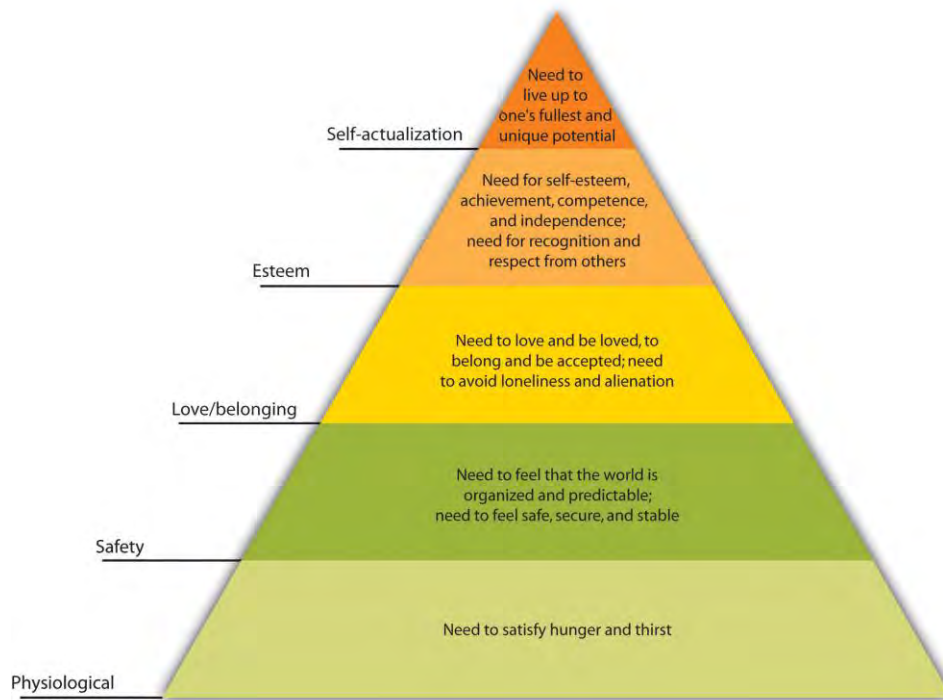 Need to
live up to
one's fullest and
unique potential
Self-actualization
Need for self-esteem,
achievement, competence,
and independence;
need for recognition and
respect from others
Esteem
Need to love and be loved, to
belong and be accepted; need
to avoid loneliness and alienation
Love/belonging
Need to feel that the world is
organized and predictable;
need to feel safe, secure, and stable
Safety
Need to satisfy hunger and thirst
Physiological